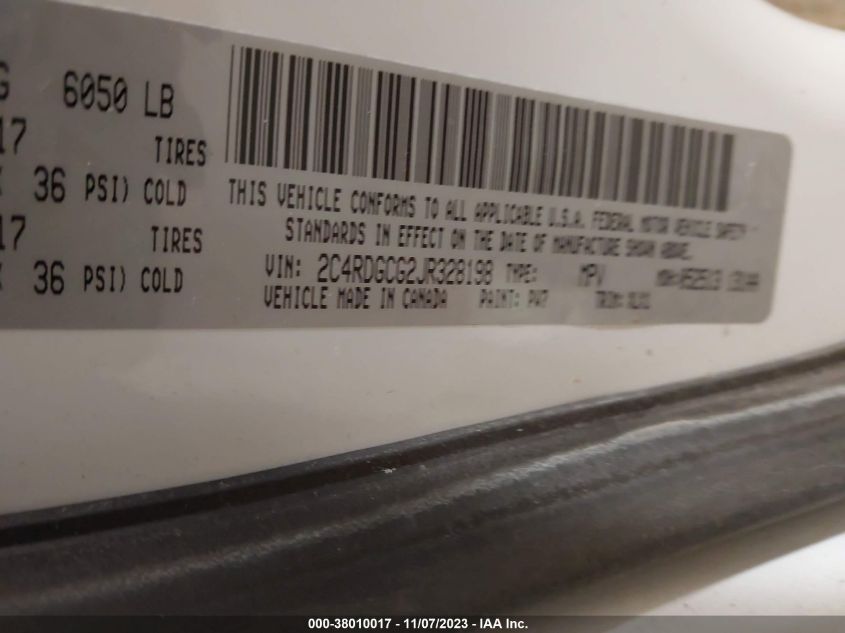 G 6050 LB
17 TIRES
36 PSI) COLD
17 TIRES
36 PSI) COLD
THIS VEHICLE CONFORMS TO ALL APPLICABLE U.S.A. FEDERAL MOTOR VEHICLE SAFETY
STANDARDS IN EFFECT ON THE DATE OF MANUFACTURE SHOWN ABOVE.
VIN: 2C4RDGCG2JR328198 TYPE: MPV
VEHICLE MADE IN CANADA PAINT: PW7 TRIM:
000-38010017 - 11/07/2023 - IAA Inc.